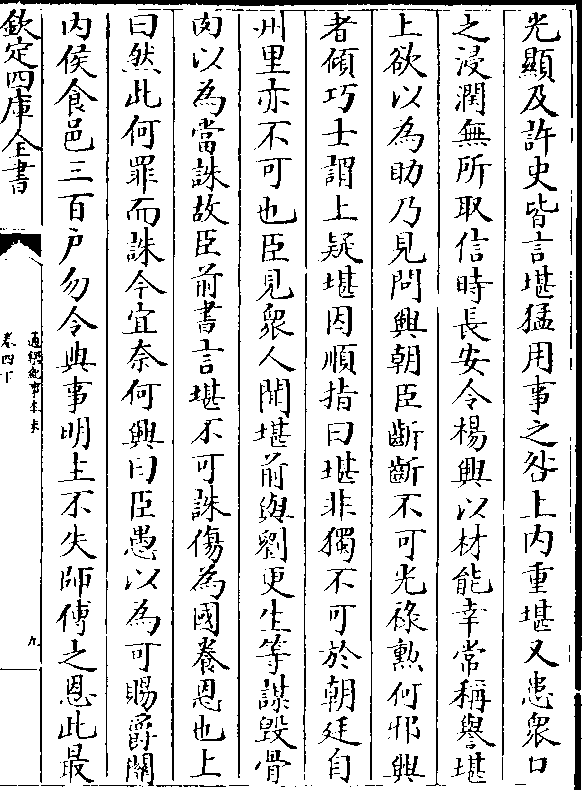 光顯及許史皆言堪猛用事之咎上内重堪又患衆口
之浸潤無所取信時長安令楊興以材能幸常稱譽堪
上欲以為助乃見問興朝臣齗齗不可光祿勲何邪興
者傾巧士謂上疑堪因順指曰堪非獨不可於朝廷自
州里亦不可也臣見衆人聞堪前與劉更生等謀毁骨
肉以為當誅故臣前書言堪不可誅傷為國養恩也上
曰然此何罪而誅今宜奈何興曰臣愚以為可賜爵關
内侯食邑三百户勿令典事明主不失師傅之恩此最
欽定四庫全書
通鑑紀事本末
卷四下
九